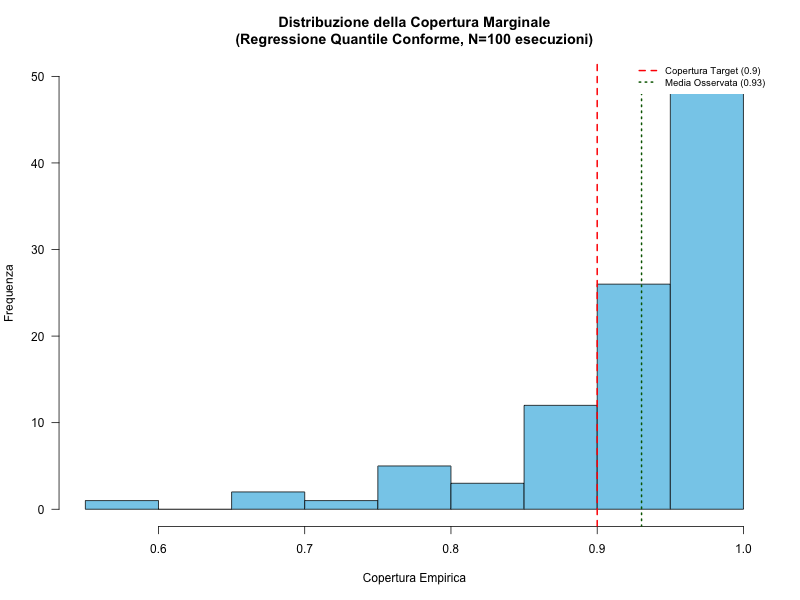 Distribuzione della Copertura Marginale
(Regressione Quantile Conforme, N=100 esecuzioni)
Copertura Target (0.9)
Media Osservata (0.93)
50
40
30
20
10
0
Frequenza
0.6 0.7 0.8 0.9 1.0
Copertura Empirica